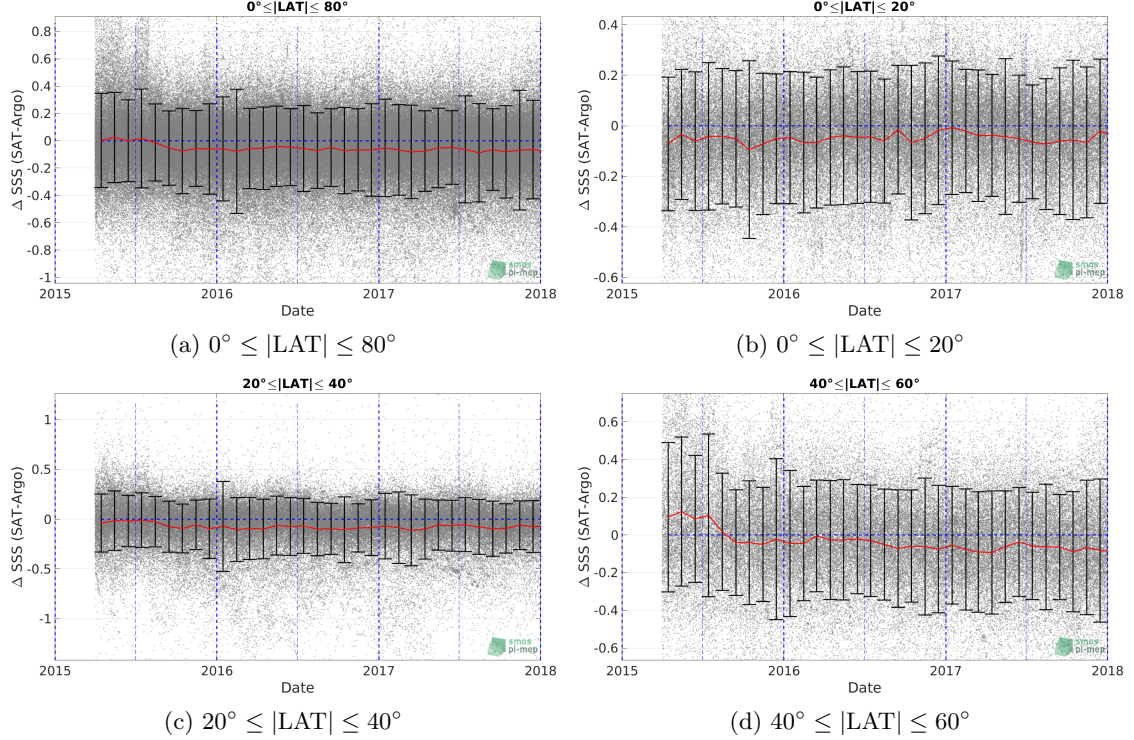 0°≤|LAT|≤ 80°
0.8
0.6
0.4
0.2
0
-0.2
-0.4
-0.6
-0.8
-1
Δ SSS (SAT-Argo)
2015
2016
2017
2018
Date
smos
pi-mep
(a) 0° ≤ |LAT| ≤ 80°
0°≤|LAT|≤ 20°
0.4
0.2
0
-0.2
-0.4
-0.6
Δ SSS (SAT-Argo)
2015
2016
2017
2018
Date
smos
pi-mep
(b) 0° ≤ |LAT| ≤ 20°
20°≤|LAT|≤ 40°
1
0.5
0
-0.5
-1
Δ SSS (SAT-Argo)
2015
2016
2017
2018
Date
smos
pi-mep
(c) 20° ≤ |LAT| ≤ 40°
40°≤|LAT|≤ 60°
0.6
0.4
0.2
0
-0.2
-0.4
-0.6
Δ SSS (SAT-Argo)
2015
2016
2017
2018
Date
smos
pi-mep
(d) 40° ≤ |LAT| ≤ 60°